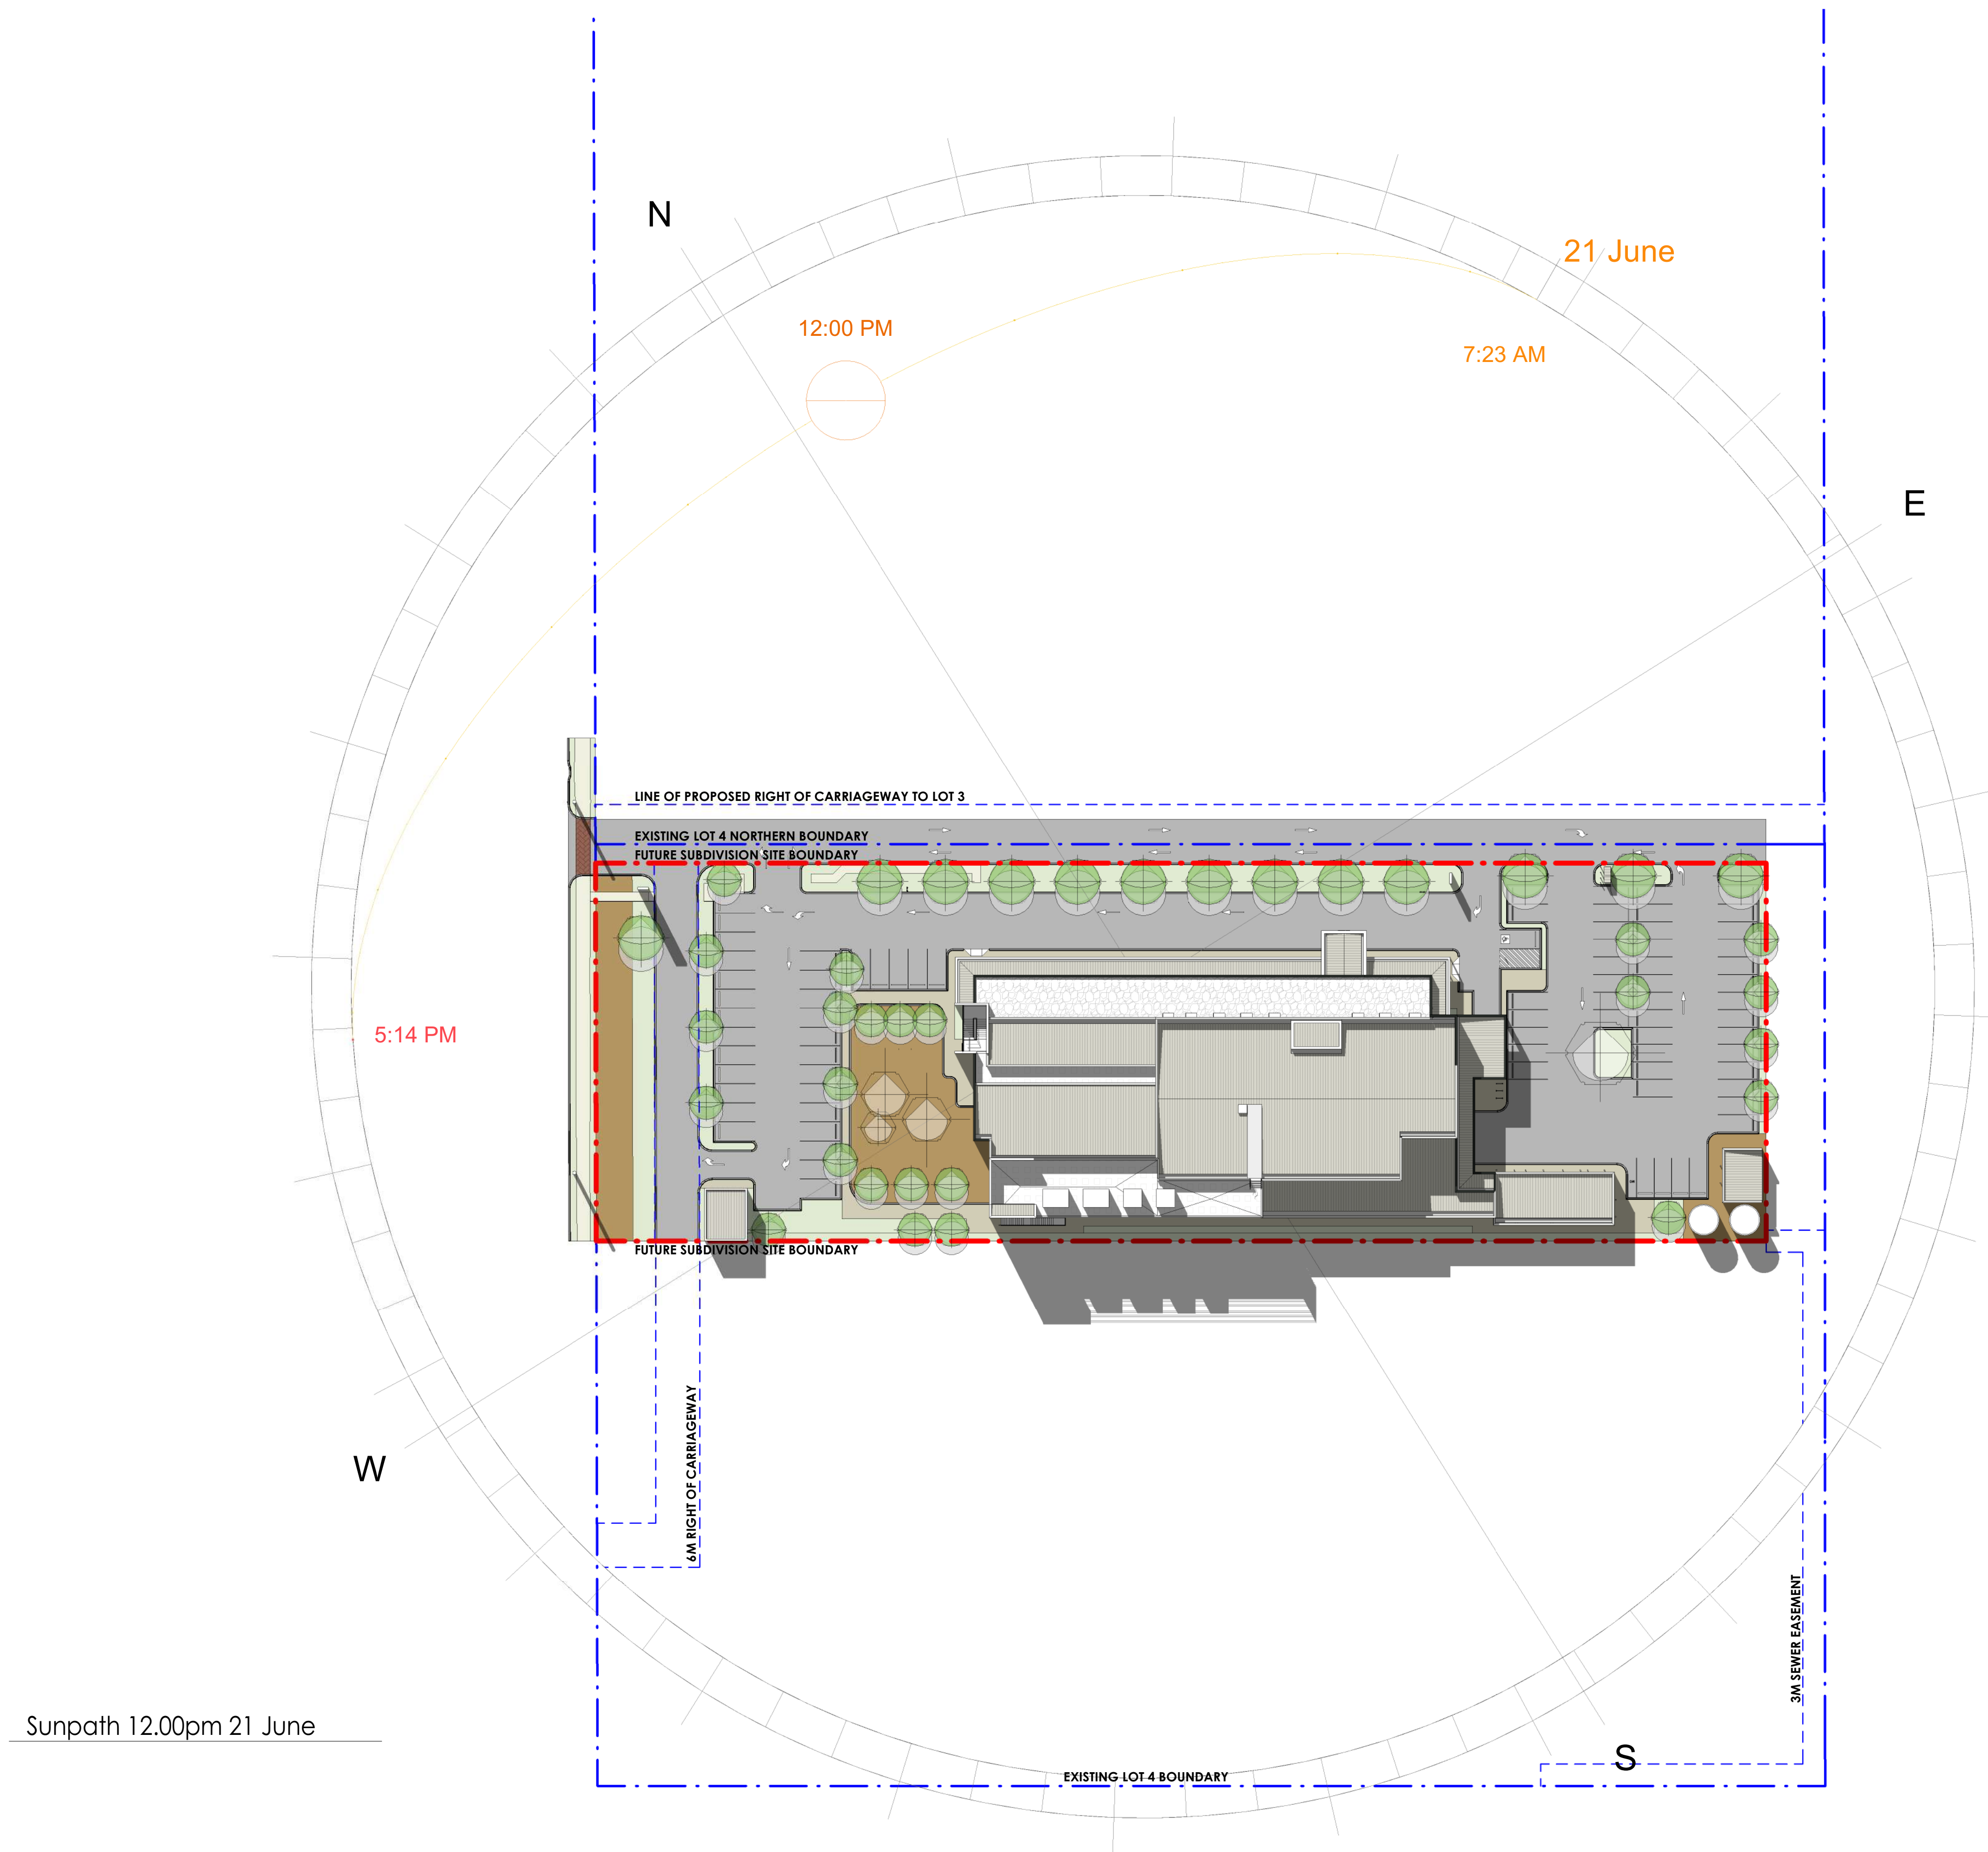 N
21 June
12:00 PM
7:23 AM
E
LINE OF PROPOSED RIGHT OF CARRIAGEWAY TO LOT 3
EXISTING LOT 4 NORTHERN BOUNDARY
FUTURE SUBDIVISION SITE BOUNDARY
5:14 PM
FUTURE SUBDIVISION SITE BOUNDARY
W
6M RIGHT OF CARRIAGEWAY
3M SEWER EASEMENT
Sunpath 12.00pm 21 June
S
EXISTING LOT 4 BOUNDARY